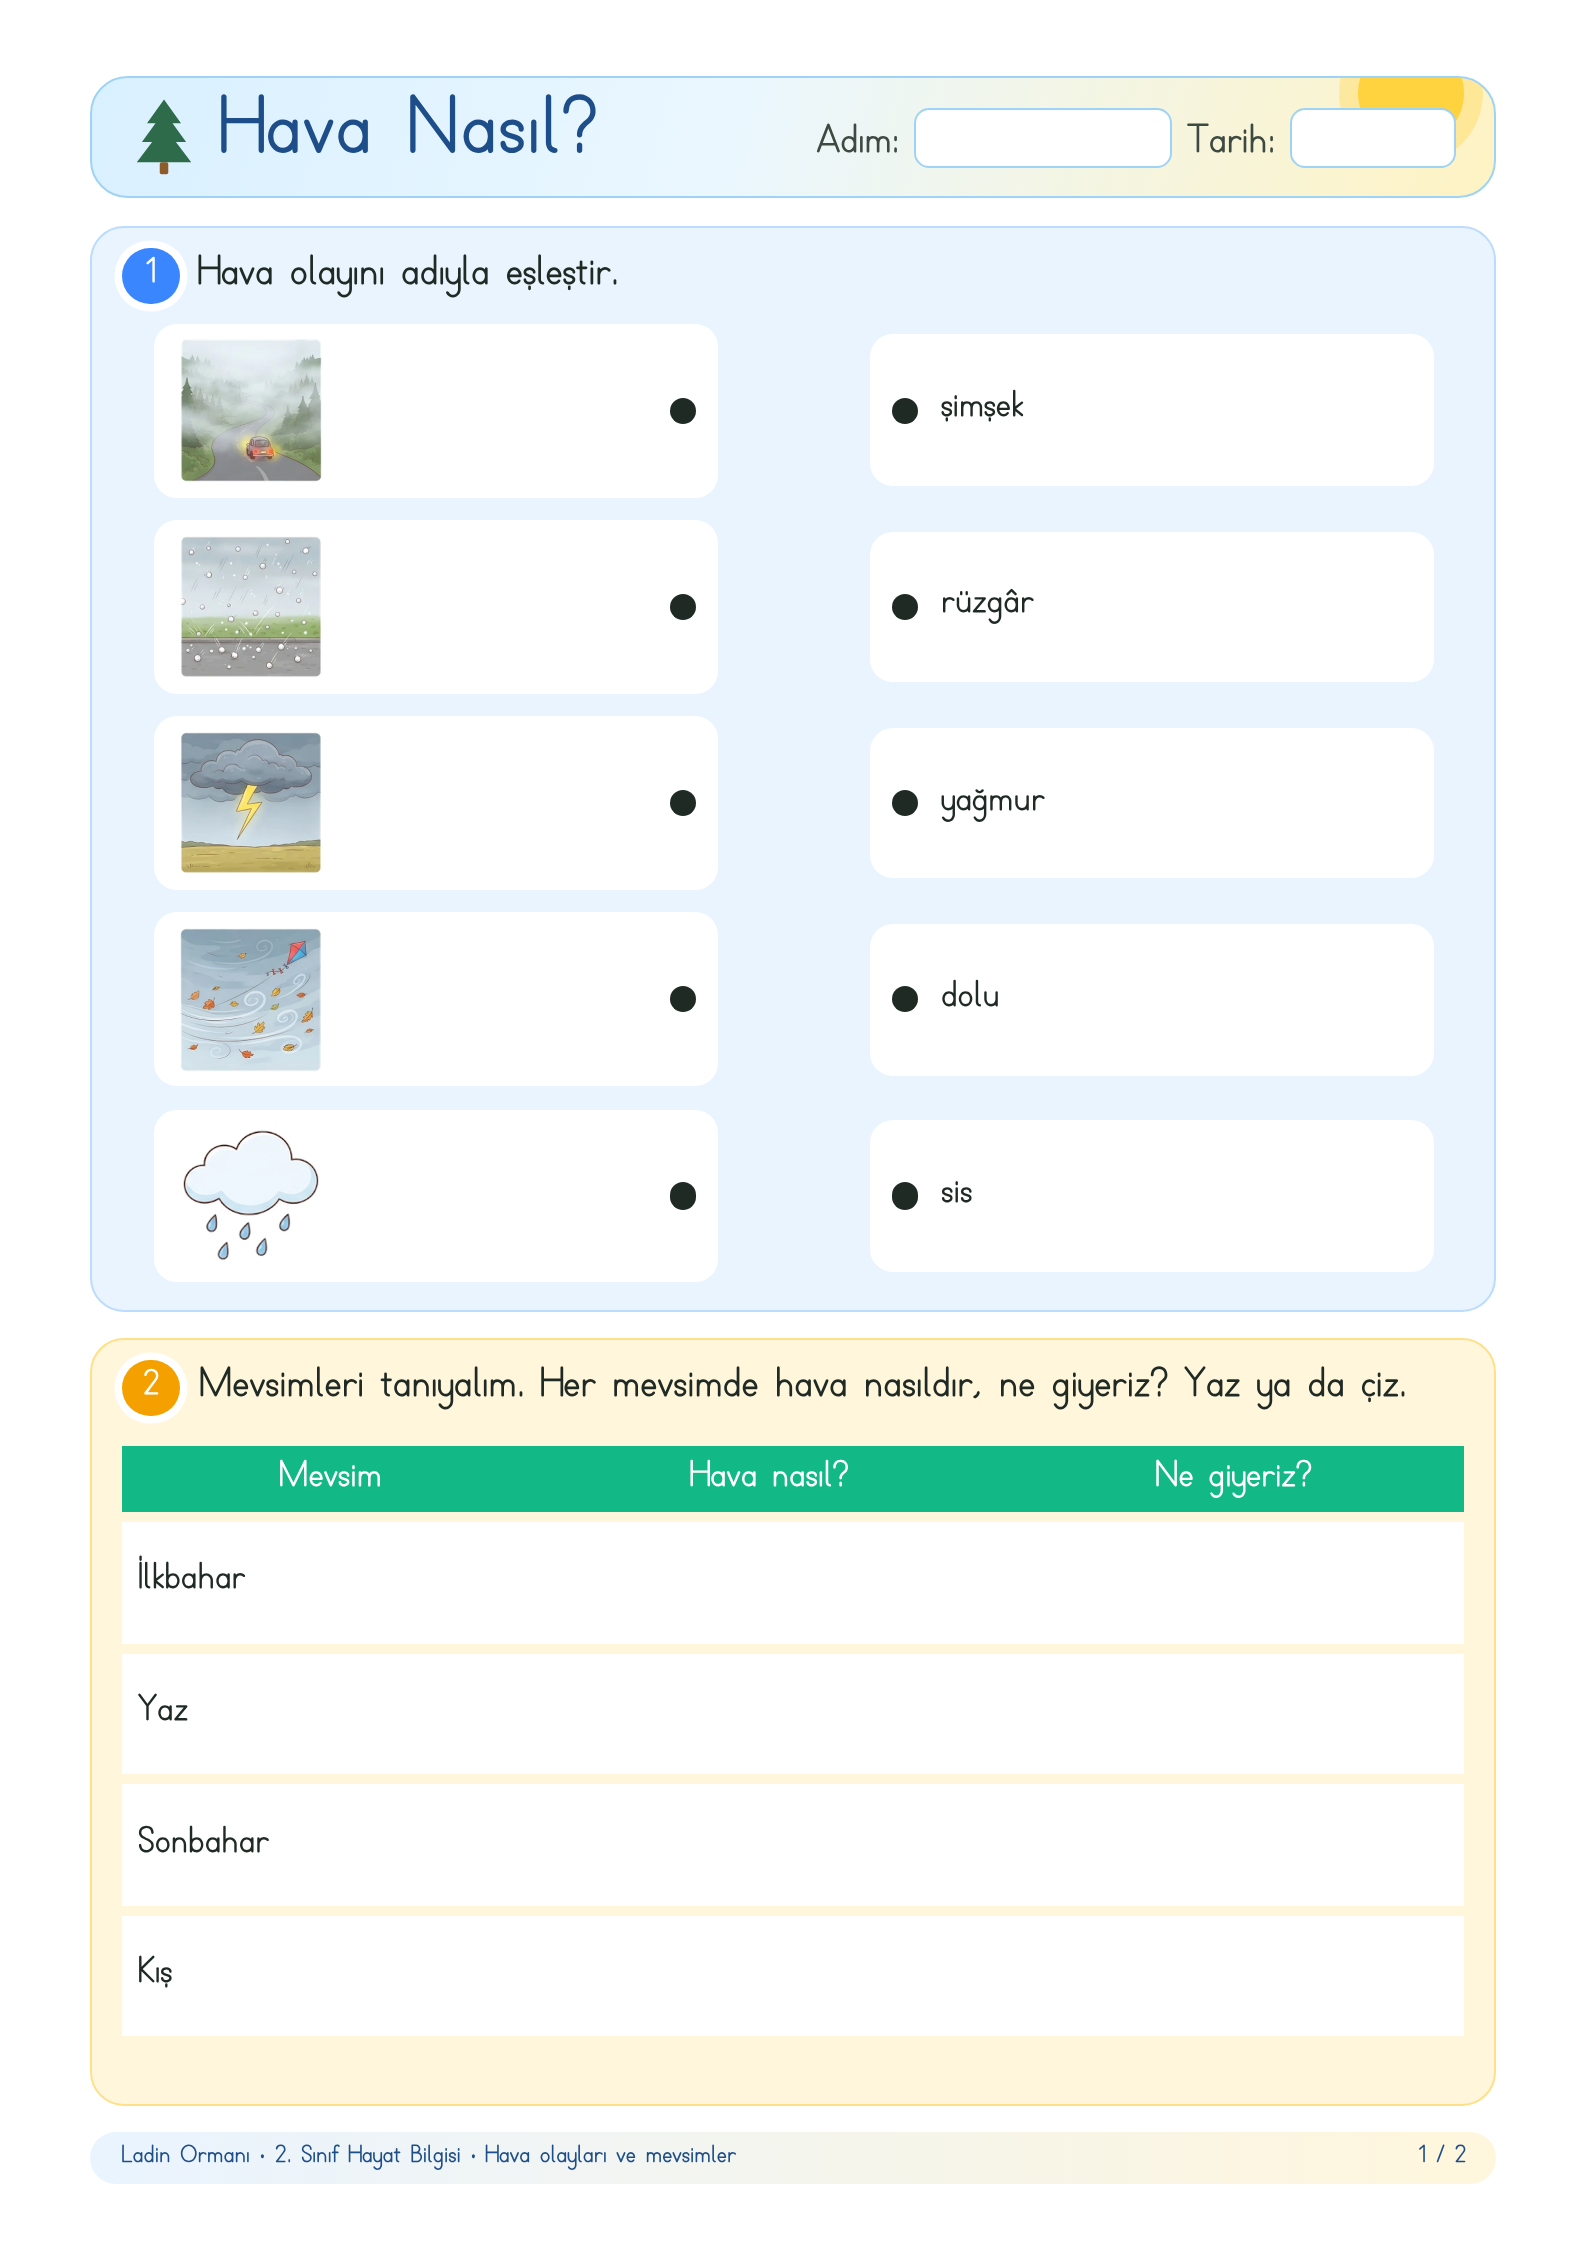 Hava Nasıl?
Adım:
Tarih:
1
Hava olayını adıyla eşleştir.
şimşek
rüzgâr
yağmur
dolu
sis
2
Mevsimleri tanıyalım. Her mevsimde hava nasıldır, ne giyeriz? Yaz ya da çiz.
Mevsim Hava nasıl? Ne giyeriz?
İlkbahar
Yaz
Sonbahar
Kış
Ladin Ormanı · 2. Sınıf Hayat Bilgisi · Hava olayları ve mevsimler
1 / 2